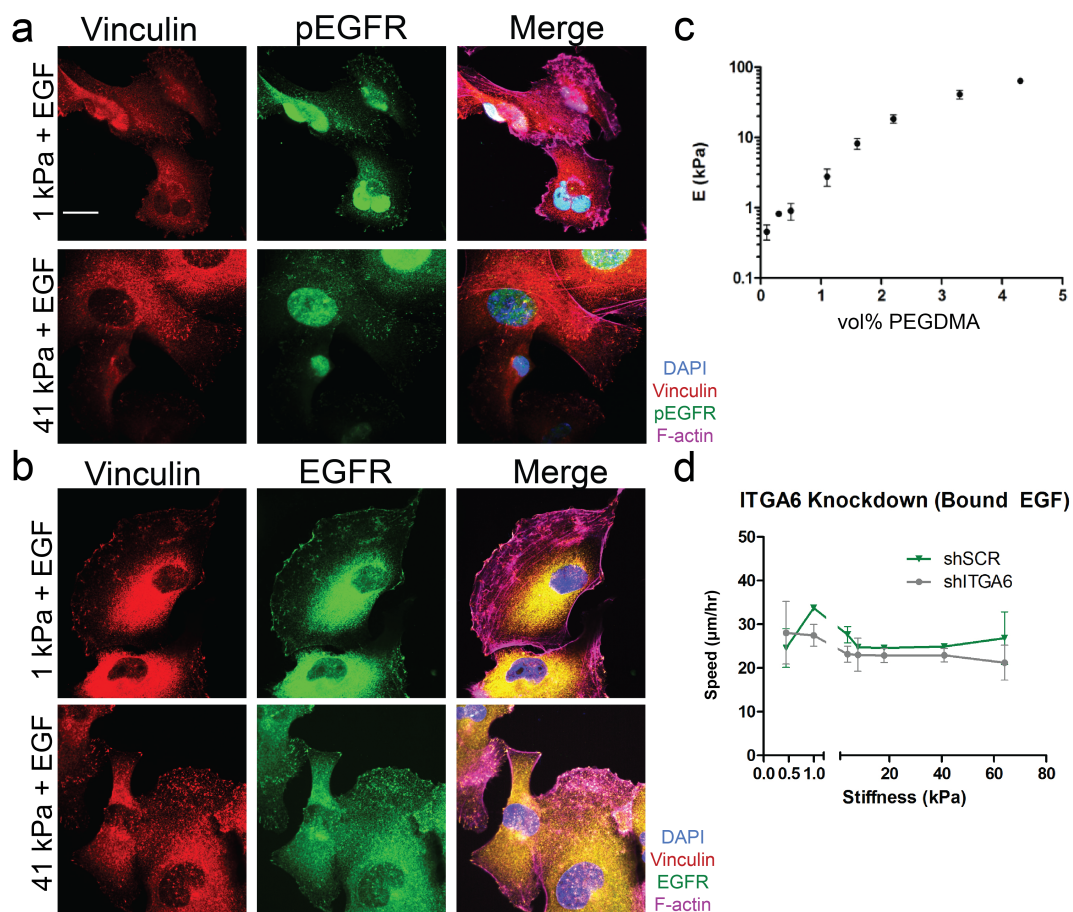 a
Vinculin pEGFR Merge
1 kPa + EGF
41 kPa + EGF
DAPI
Vinculin
pEGFR
F-actin
b
Vinculin EGFR Merge
1 kPa + EGF
41 kPa + EGF
DAPI
Vinculin
EGFR
F-actin
c
E (kPa)
100
10
1
0.1
0 1 2 3 4 5
vol% PEGDMA
d
ITGA6 Knockdown (Bound EGF)
shSCR
shITGA6
Speed (μm/hr)
50
40
30
20
10
0
0.0 0.5 1.0 20 40 60 80
Stiffness (kPa)